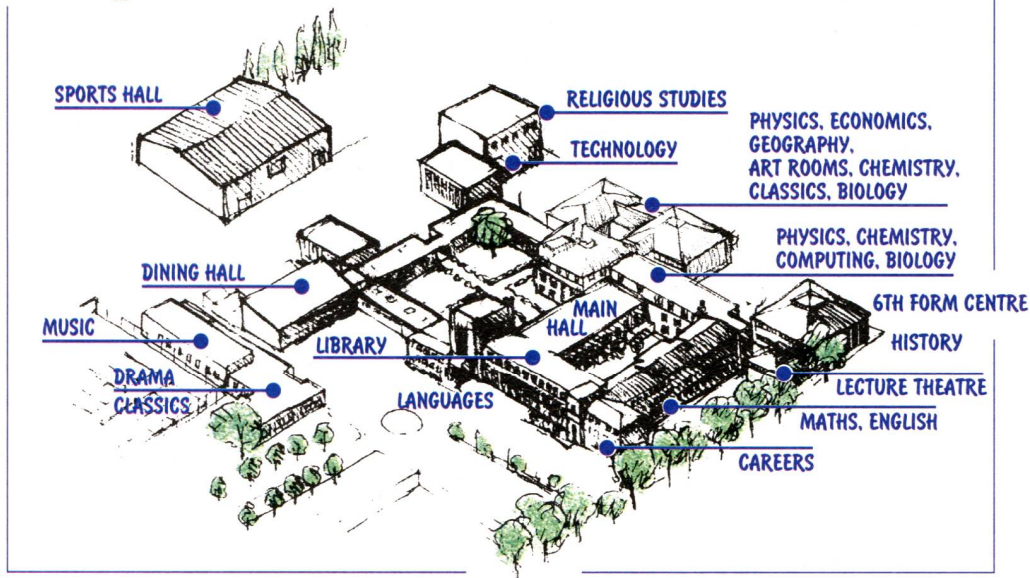 SPORTS HALL
RELIGIOUS STUDIES
TECHNOLOGY
PHYSICS, ECONOMICS,
GEOGRAPHY,
ART ROOMS, CHEMISTRY,
CLASSICS, BIOLOGY
PHYSICS, CHEMISTRY,
COMPUTING, BIOLOGY
DINING HALL
6TH FORM CENTRE
MAIN
HALL
MUSIC
LIBRARY
HISTORY
DRAMA
CLASSICS
LANGUAGES
LECTURE THEATRE
MATHS, ENGLISH
CAREERS